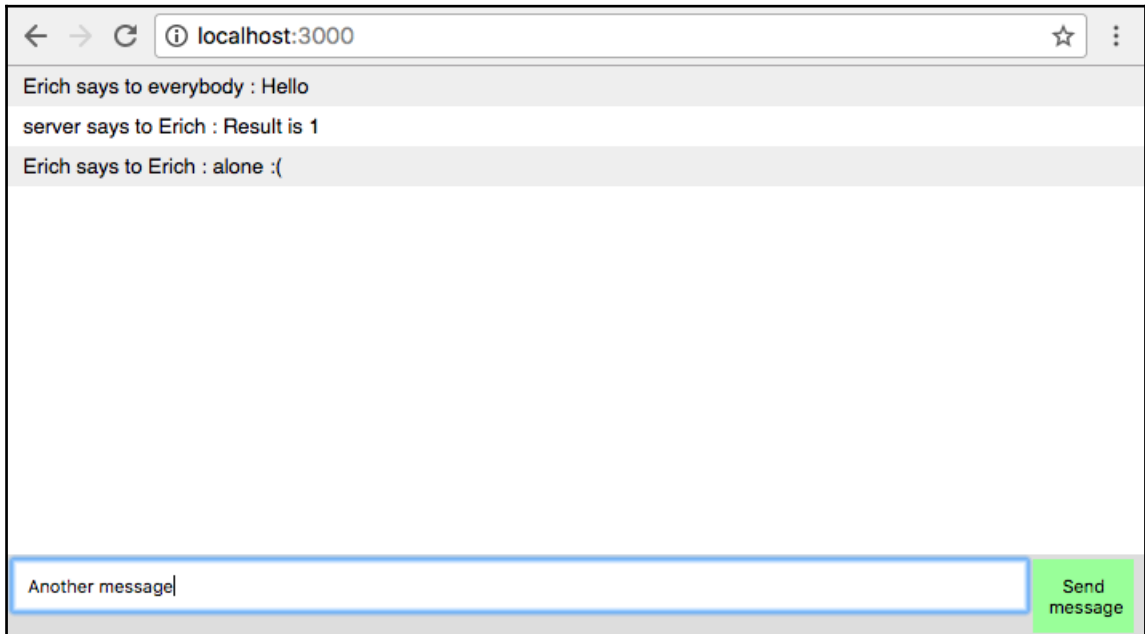 localhost:3000
Erich says to everybody : Hello
server says to Erich : Result is 1
Erich says to Erich : alone :(
Another message
Send
message